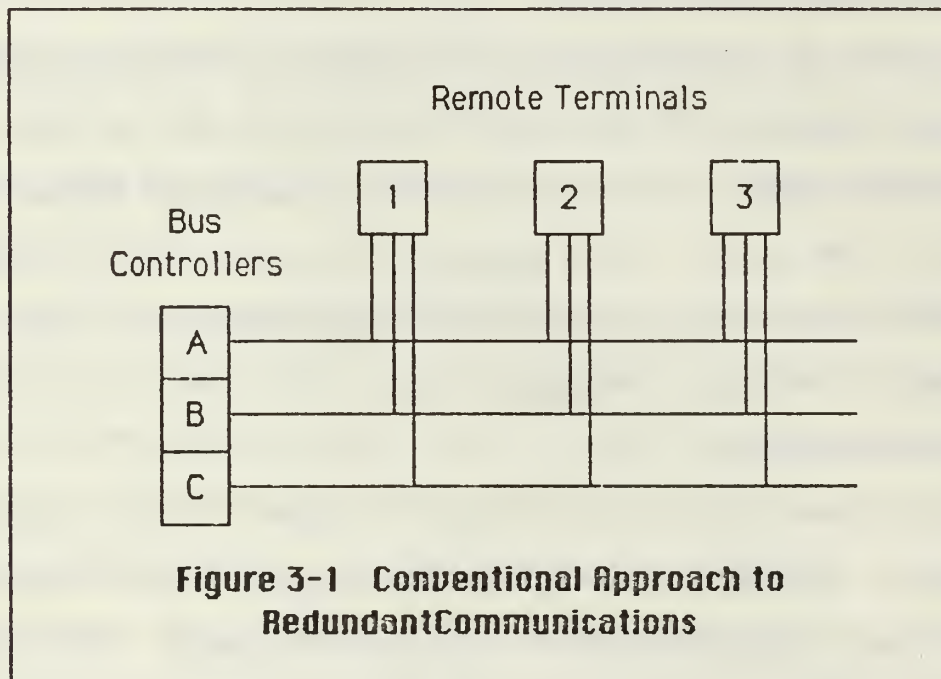 Remote Terminals
1
2
3
Bus
Controllers
A
B
C
Figure 3-1 Conventional Approach to
RedundantCommunications